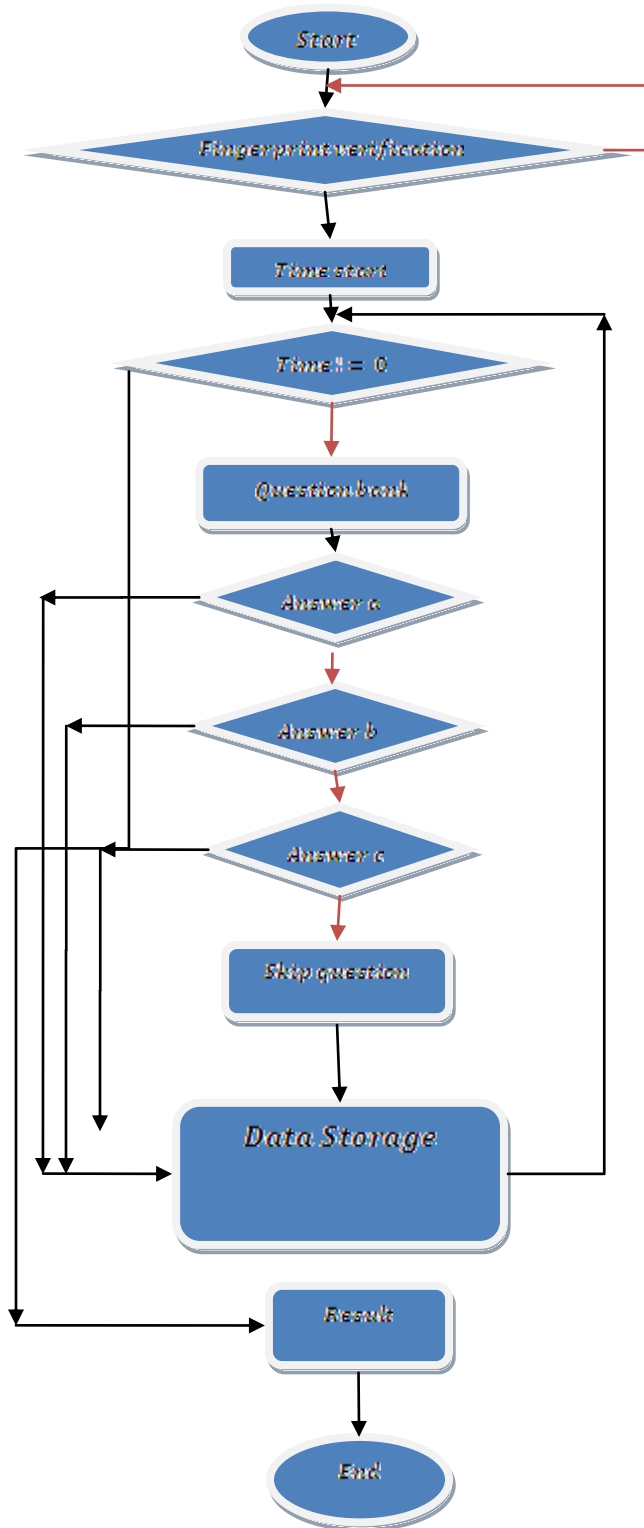 Start
Fingerprint verification
Time start
Time != 0
Question bank
Answer a
Answer b
Answer c
Skip question
Data Storage
Result
End